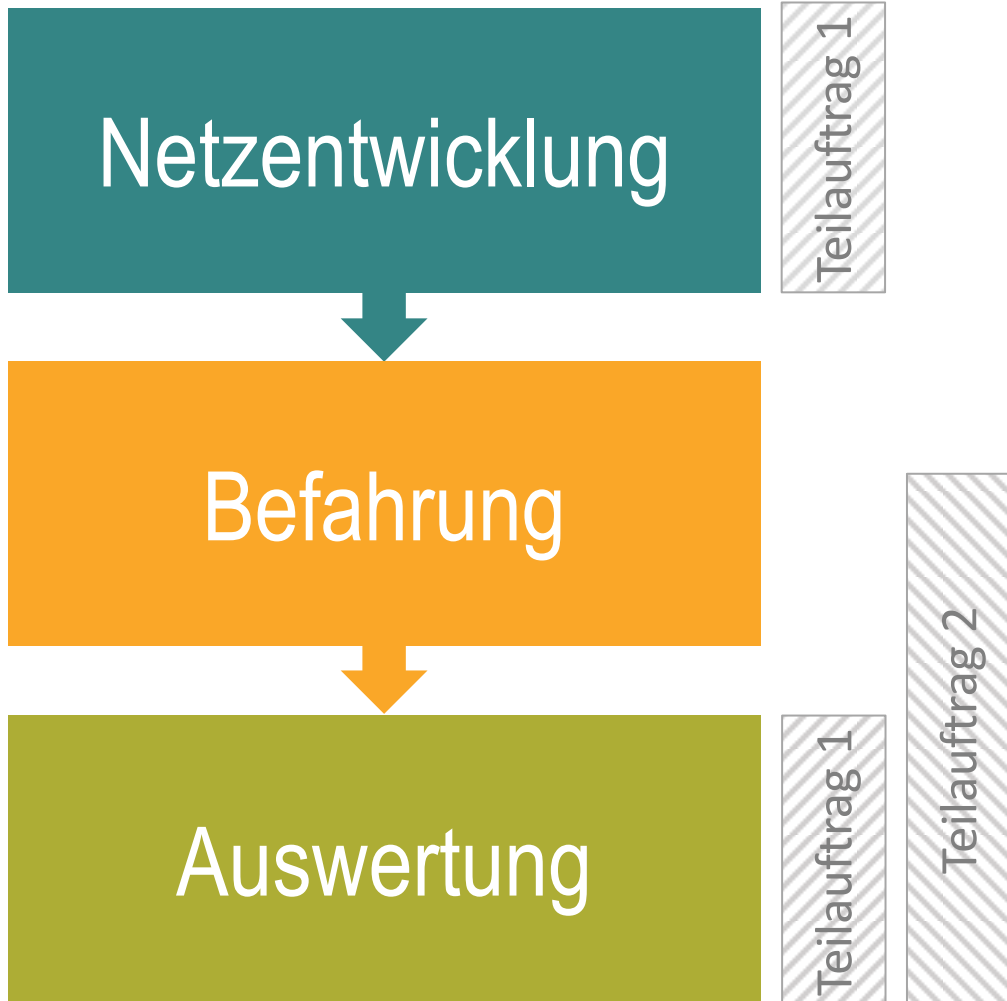 Netzentwicklung
Teilauftrag 1
Befahrung
Teilauftrag 2
Auswertung
Teilauftrag 1